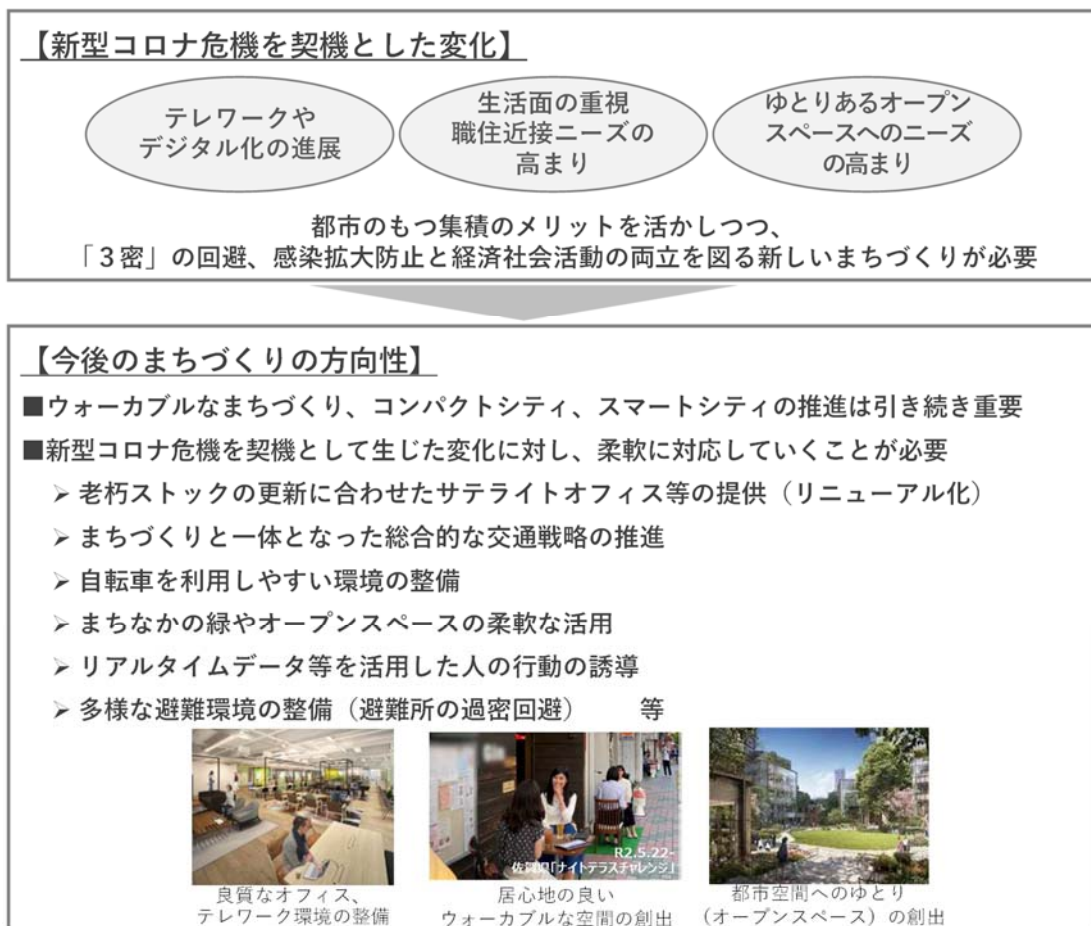 【新型コロナ危機を契機とした変化】
テレワークや
デジタル化の進展
生活面の重視
職住近接ニーズの
高まり
ゆとりあるオープン
スペースへのニーズ
の高まり
都市のもつ集積のメリットを活かしつつ、
「３密」の回避、感染拡大防止と経済社会活動の両立を図る新しいまちづくりが必要
【今後のまちづくりの方向性】
■ウォーカブルなまちづくり、コンパクトシティ、スマートシティの推進は引き続き重要
■新型コロナ危機を契機として生じた変化に対し、柔軟に対応していくことが必要
➢ 老朽ストックの更新に合わせたサテライトオフィス等の提供（リニューアル化）
➢ まちづくりと一体となった総合的な交通戦略の推進
➢ 自転車を利用しやすい環境の整備
➢ まちなかの緑やオープンスペースの柔軟な活用
➢ リアルタイムデータ等を活用した人の行動の誘導
➢ 多様な避難環境の整備（避難所の過密回避）　等
R2.5.22-
佐賀県「ナイトテラスチャレンジ」
良質なオフィス、
テレワーク環境の整備
居心地の良い
ウォーカブルな空間の創出
都市空間へのゆとり
（オープンスペース）の創出